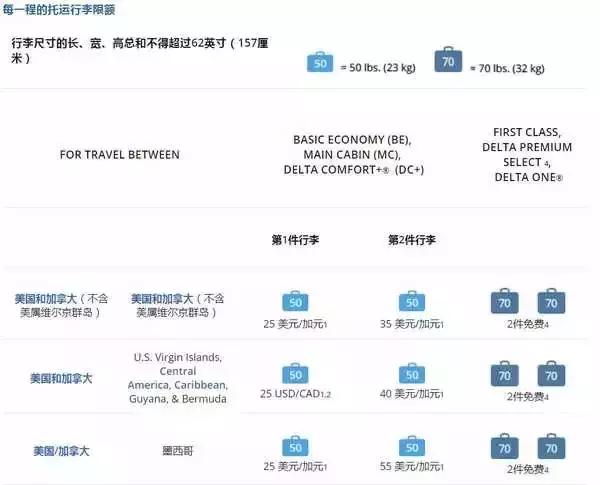 每一程的托运行李限额
行李尺寸的长、宽、高总和不得超过62英寸（157厘
米）
50 = 50 lbs. (23 kg)
70 = 70 lbs. (32 kg)
FOR TRAVEL BETWEEN
BASIC ECONOMY (BE),
MAIN CABIN (MC),
DELTA COMFORT+® (DC+)
FIRST CLASS,
DELTA PREMIUM
SELECT 4,
DELTA ONE®
第1件行李
第2件行李
美国和加拿大（不含
美属维尔京群岛）
美国和加拿大（不含
美属维尔京群岛）
50
25 美元/加元1
50
35 美元/加元1
70 70
2件免费4
美国和加拿大
U.S. Virgin Islands,
Central
America, Caribbean,
Guyana, & Bermuda
50
25 USD/CAD1,2
50
40 美元/加元1
70 70
2件免费4
美国/加拿大
墨西哥
50
25 美元/加元1
50
55 美元/加元1
70 70
2件免费4